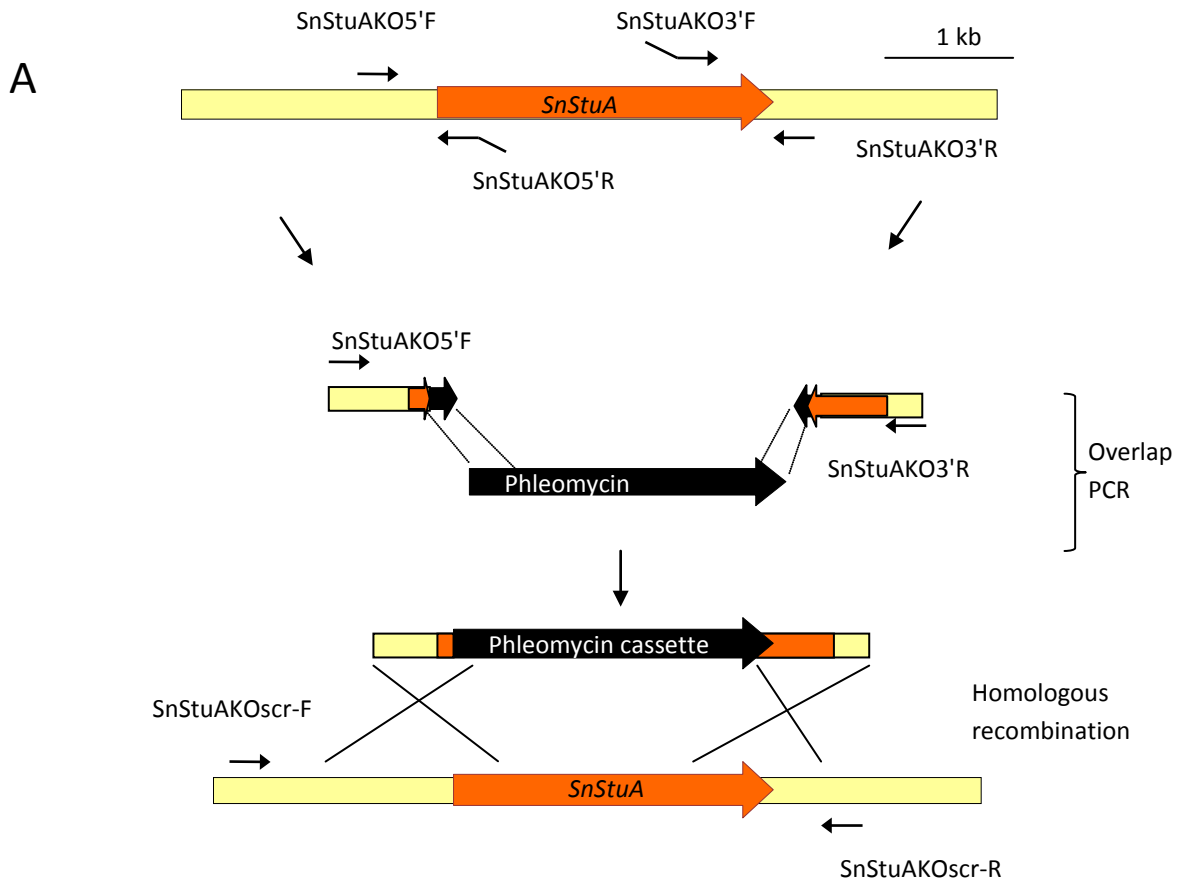 A
SnStuAKO5'F
SnStuAKO3'F
1 kb
SnStuA
SnStuAKO5'R
SnStuAKO3'R
SnStuAKO5'F
Phleomycin
SnStuAKO3'R
Overlap
PCR
Phleomycin cassette
SnStuAKOscr-F
Homologous
recombination
SnStuA
SnStuAKOscr-R